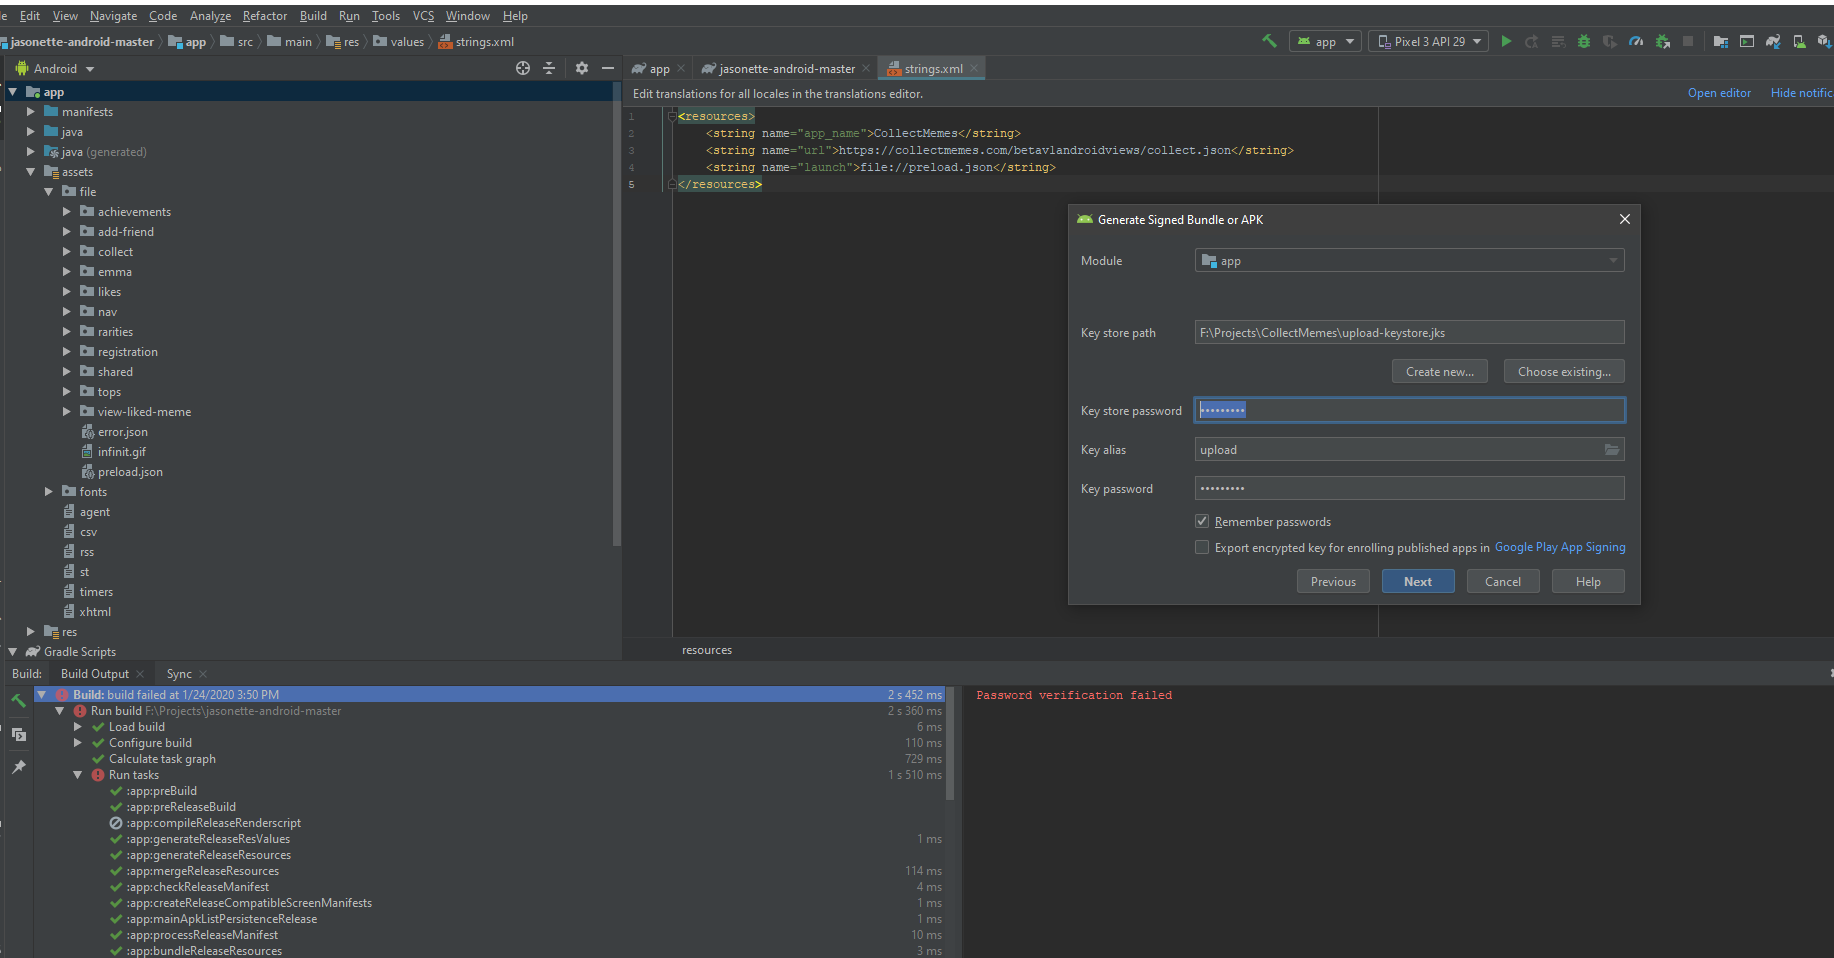 Edit View Navigate Code Analyze Refactor Build Run Tools VCS Window Help
jasonette-android-master app src main res values strings.xml
app Pixel 3 API 29
Android
app jasonette-android-master strings.xml
Edit translations for all locales in the translations editor. Open editor Hide notific
app
manifests
java
java (generated)
assets
file
achievements
add-friend
collect
emma
likes
nav
rarities
registration
shared
tops
view-liked-meme
error.json
infinit.gif
preload.json
fonts
agent
csv
rss
st
timers
xhtml
res
Gradle Scripts
1 <resources>
2 <string name="app_name">CollectMemes</string>
3 <string name="url">https://collectmemes.com/betavlandroidviews/collect.json</string>
4 <string name="launch">file://preload.json</string>
5 </resources>
resources
Generate Signed Bundle or APK
Module app
Key store path F:\Projects\CollectMemes\upload-keystore.jks
Create new... Choose existing...
Key store password •••••••••
Key alias upload
Key password •••••••••
Remember passwords
Export encrypted key for enrolling published apps in Google Play App Signing
Previous Next Cancel Help
Build: Build Output Sync
Build: build failed at 1/24/2020 3:50 PM 2 s 452 ms
Run build F:\Projects\jasonette-android-master 2 s 360 ms
Load build 6 ms
Configure build 110 ms
Calculate task graph 729 ms
Run tasks 1 s 510 ms
:app:preBuild
:app:preReleaseBuild
:app:compileReleaseRenderscript
:app:generateReleaseResValues 1 ms
:app:generateReleaseResources
:app:mergeReleaseResources 114 ms
:app:checkReleaseManifest 4 ms
:app:createReleaseCompatibleScreenManifests 1 ms
:app:mainApkListPersistenceRelease 1 ms
:app:processReleaseManifest 10 ms
:app:bundleReleaseResources 3 ms
Password verification failed